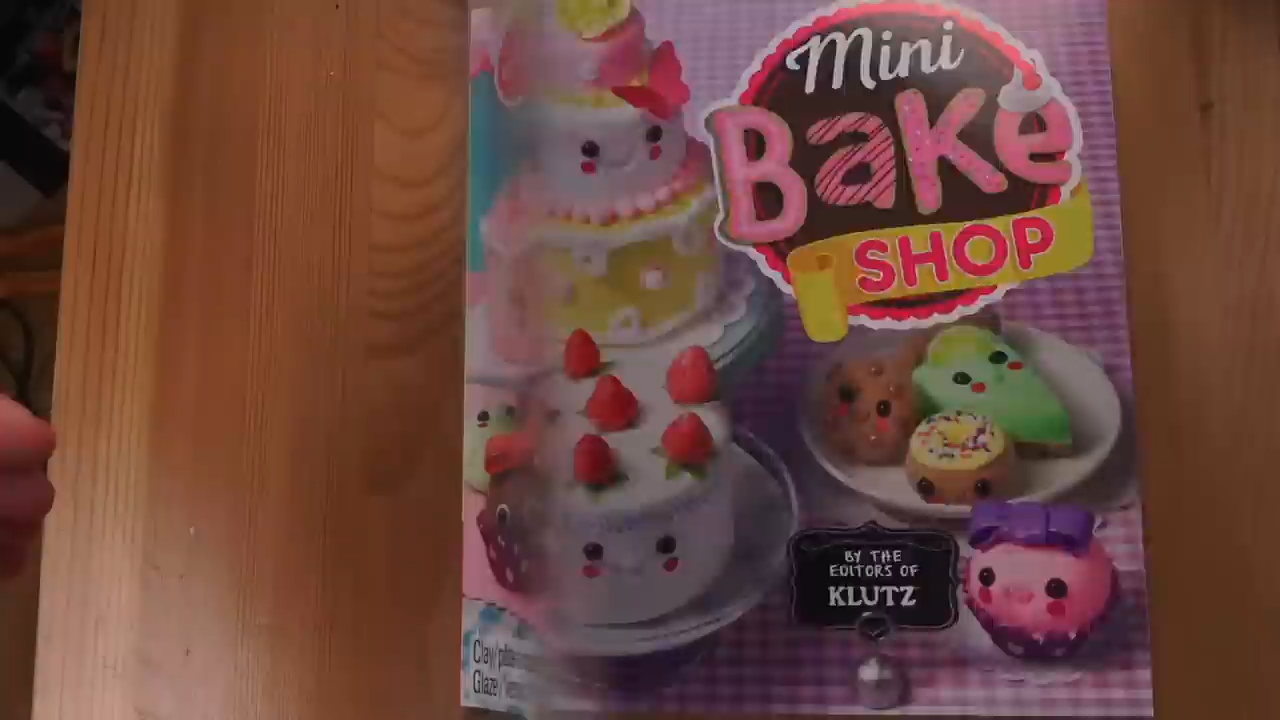 Mini
Bake
SHOP
BY THE
EDITORS OF
KLUTZ
Clay
Glaze